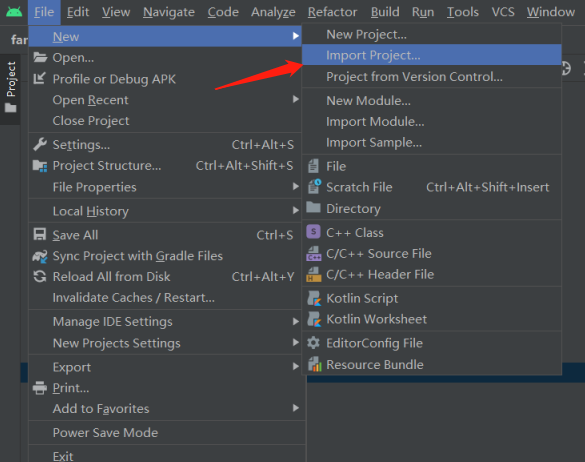 File Edit View Navigate Code Analyze Refactor Build Run Tools VCS Window
far
Project
New
Open...
Profile or Debug APK
Open Recent
Close Project
Settings... Ctrl+Alt+S
Project Structure... Ctrl+Alt+Shift+S
File Properties
Local History
Save All Ctrl+S
Sync Project with Gradle Files
Reload All from Disk Ctrl+Alt+Y
Invalidate Caches / Restart...
Manage IDE Settings
New Projects Settings
Export
Print...
Add to Favorites
Power Save Mode
Exit
New Project...
Import Project...
Project from Version Control...
New Module...
Import Module...
Import Sample...
File
Scratch File Ctrl+Alt+Shift+Insert
Directory
C++ Class
C/C++ Source File
C/C++ Header File
Kotlin Script
Kotlin Worksheet
EditorConfig File
Resource Bundle